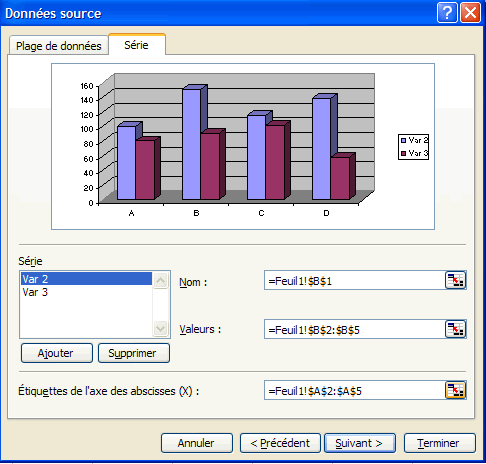 Données source
Plage de données
Série
160
140
120
100
80
60
40
20
0
A
B
C
D
Var 2
Var 3
Série
Var 2
Var 3
Ajouter
Supprimer
Nom :
=Feuil1!$B$1
Valeurs :
=Feuil1!$B$2:$B$5
Étiquettes de l'axe des abscisses (X) :
=Feuil1!$A$2:$A$5
Annuler
< Précédent
Suivant >
Terminer